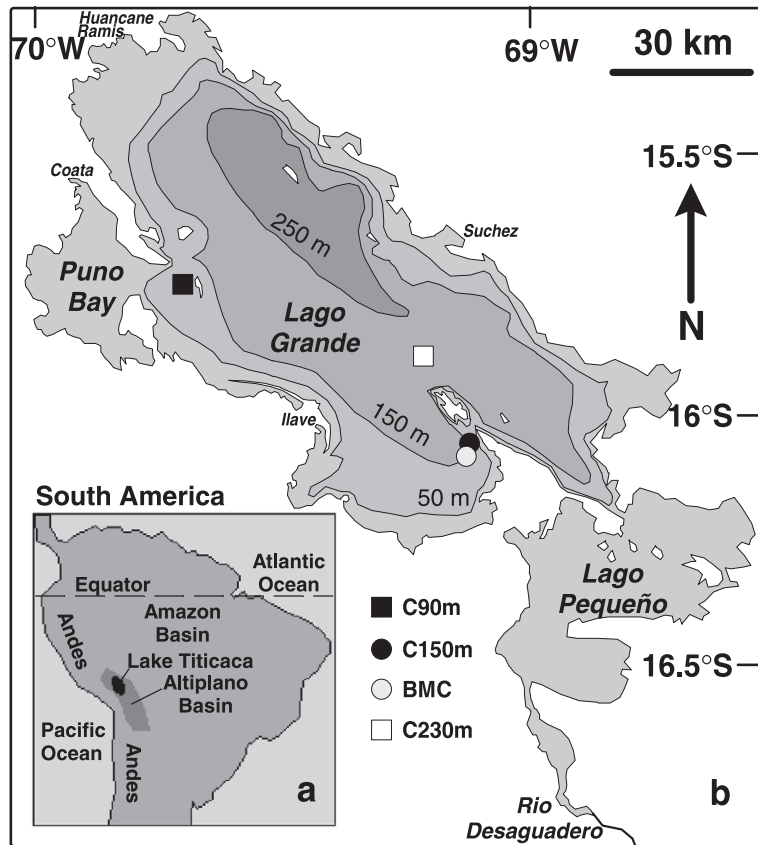 Huancane
Ramis
70°W
69°W
30 km
15.5°S
Coata
Suchez
250 m
Puno
Bay
Lago
Grande
N
Ilave
150 m
16°S
50 m
South America
Atlantic
Ocean
Equator
Amazon
Basin
Andes
Lake Titicaca
Altiplano
Basin
Pacific
Ocean
Andes
a
C90m
C150m
BMC
C230m
Lago
Pequeño
16.5°S
b
Rio
Desaguadero